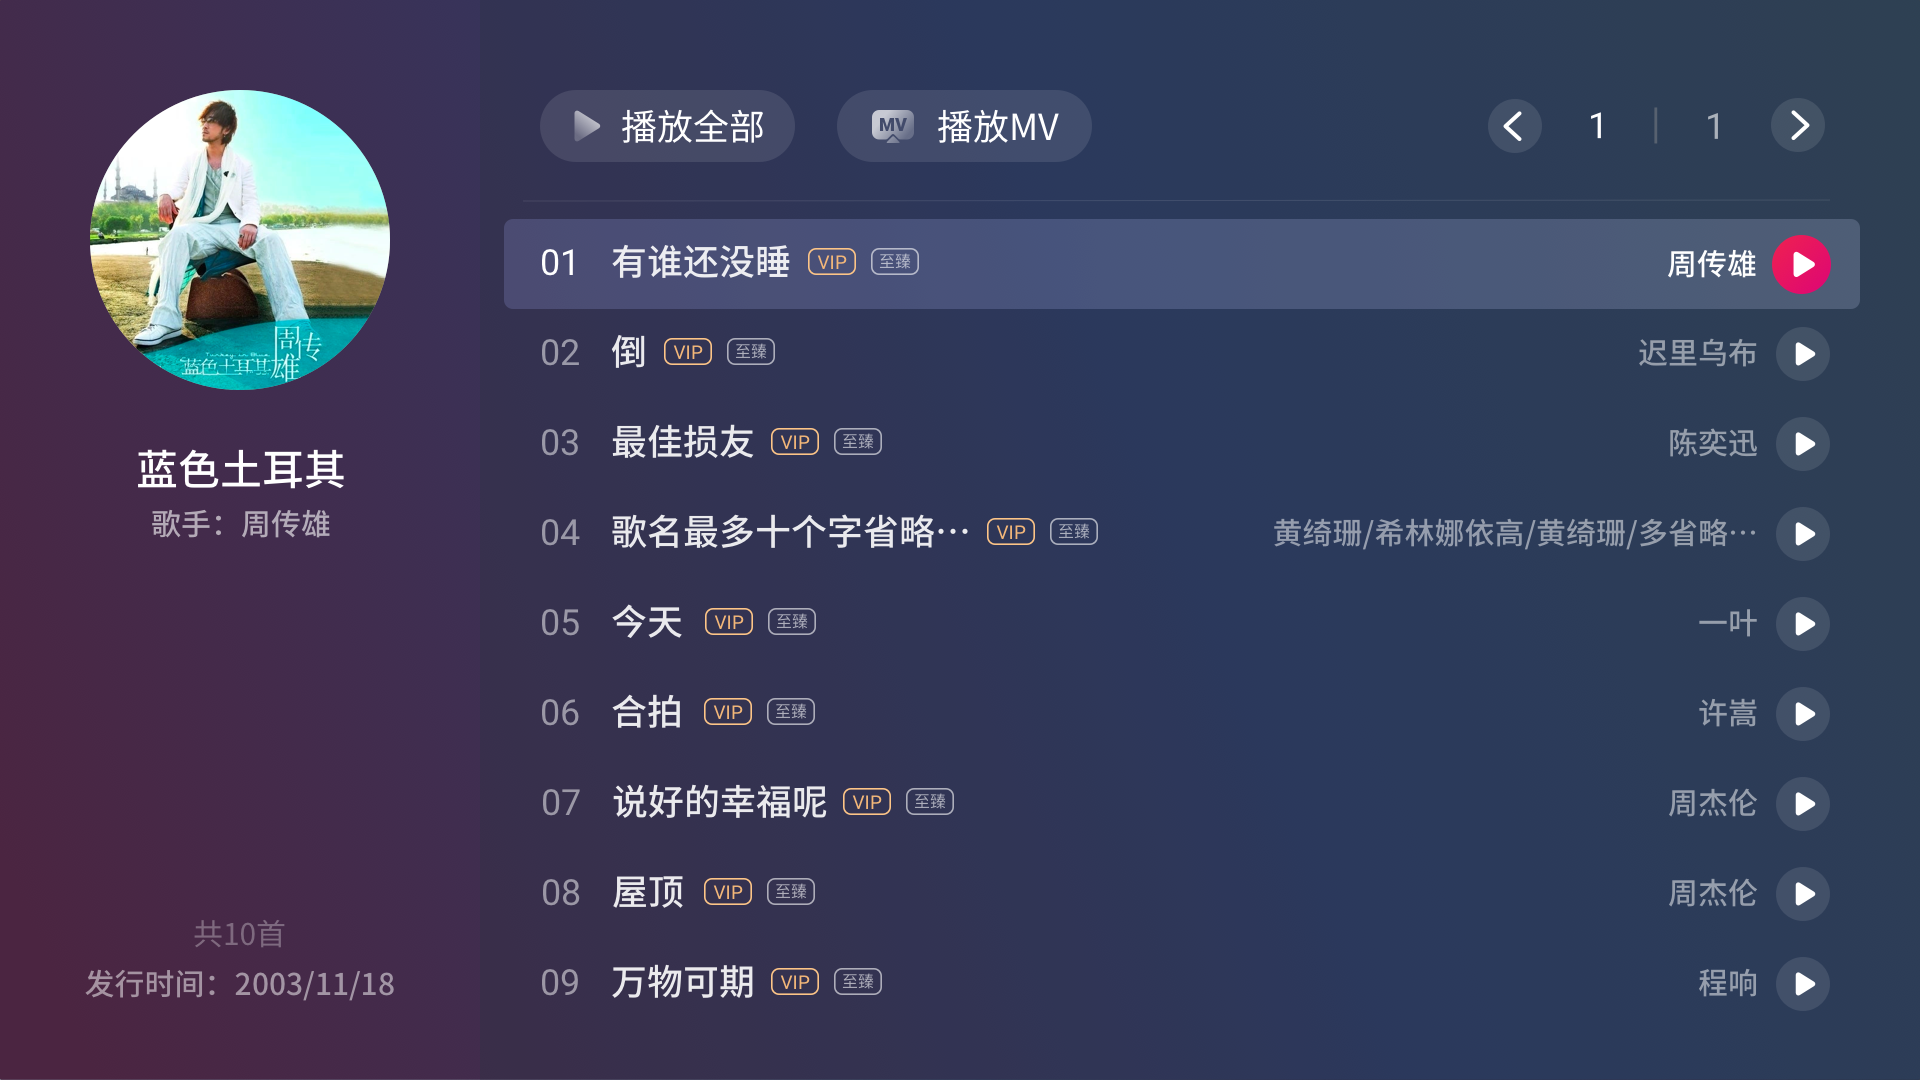 周传雄
蓝色土耳其
蓝色土耳其
歌手：周传雄
共10首
发行时间：2003/11/18
播放全部
MV 播放MV
1 | 1
01 有谁还没睡 VIP 至臻 周传雄
02 倒 VIP 至臻 迟里乌布
03 最佳损友 VIP 至臻 陈奕迅
04 歌名最多十个字省略… VIP 至臻 黄绮珊/希林娜依高/黄绮珊/多省略…
05 今天 VIP 至臻 一叶
06 合拍 VIP 至臻 许嵩
07 说好的幸福呢 VIP 至臻 周杰伦
08 屋顶 VIP 至臻 周杰伦
09 万物可期 VIP 至臻 程响